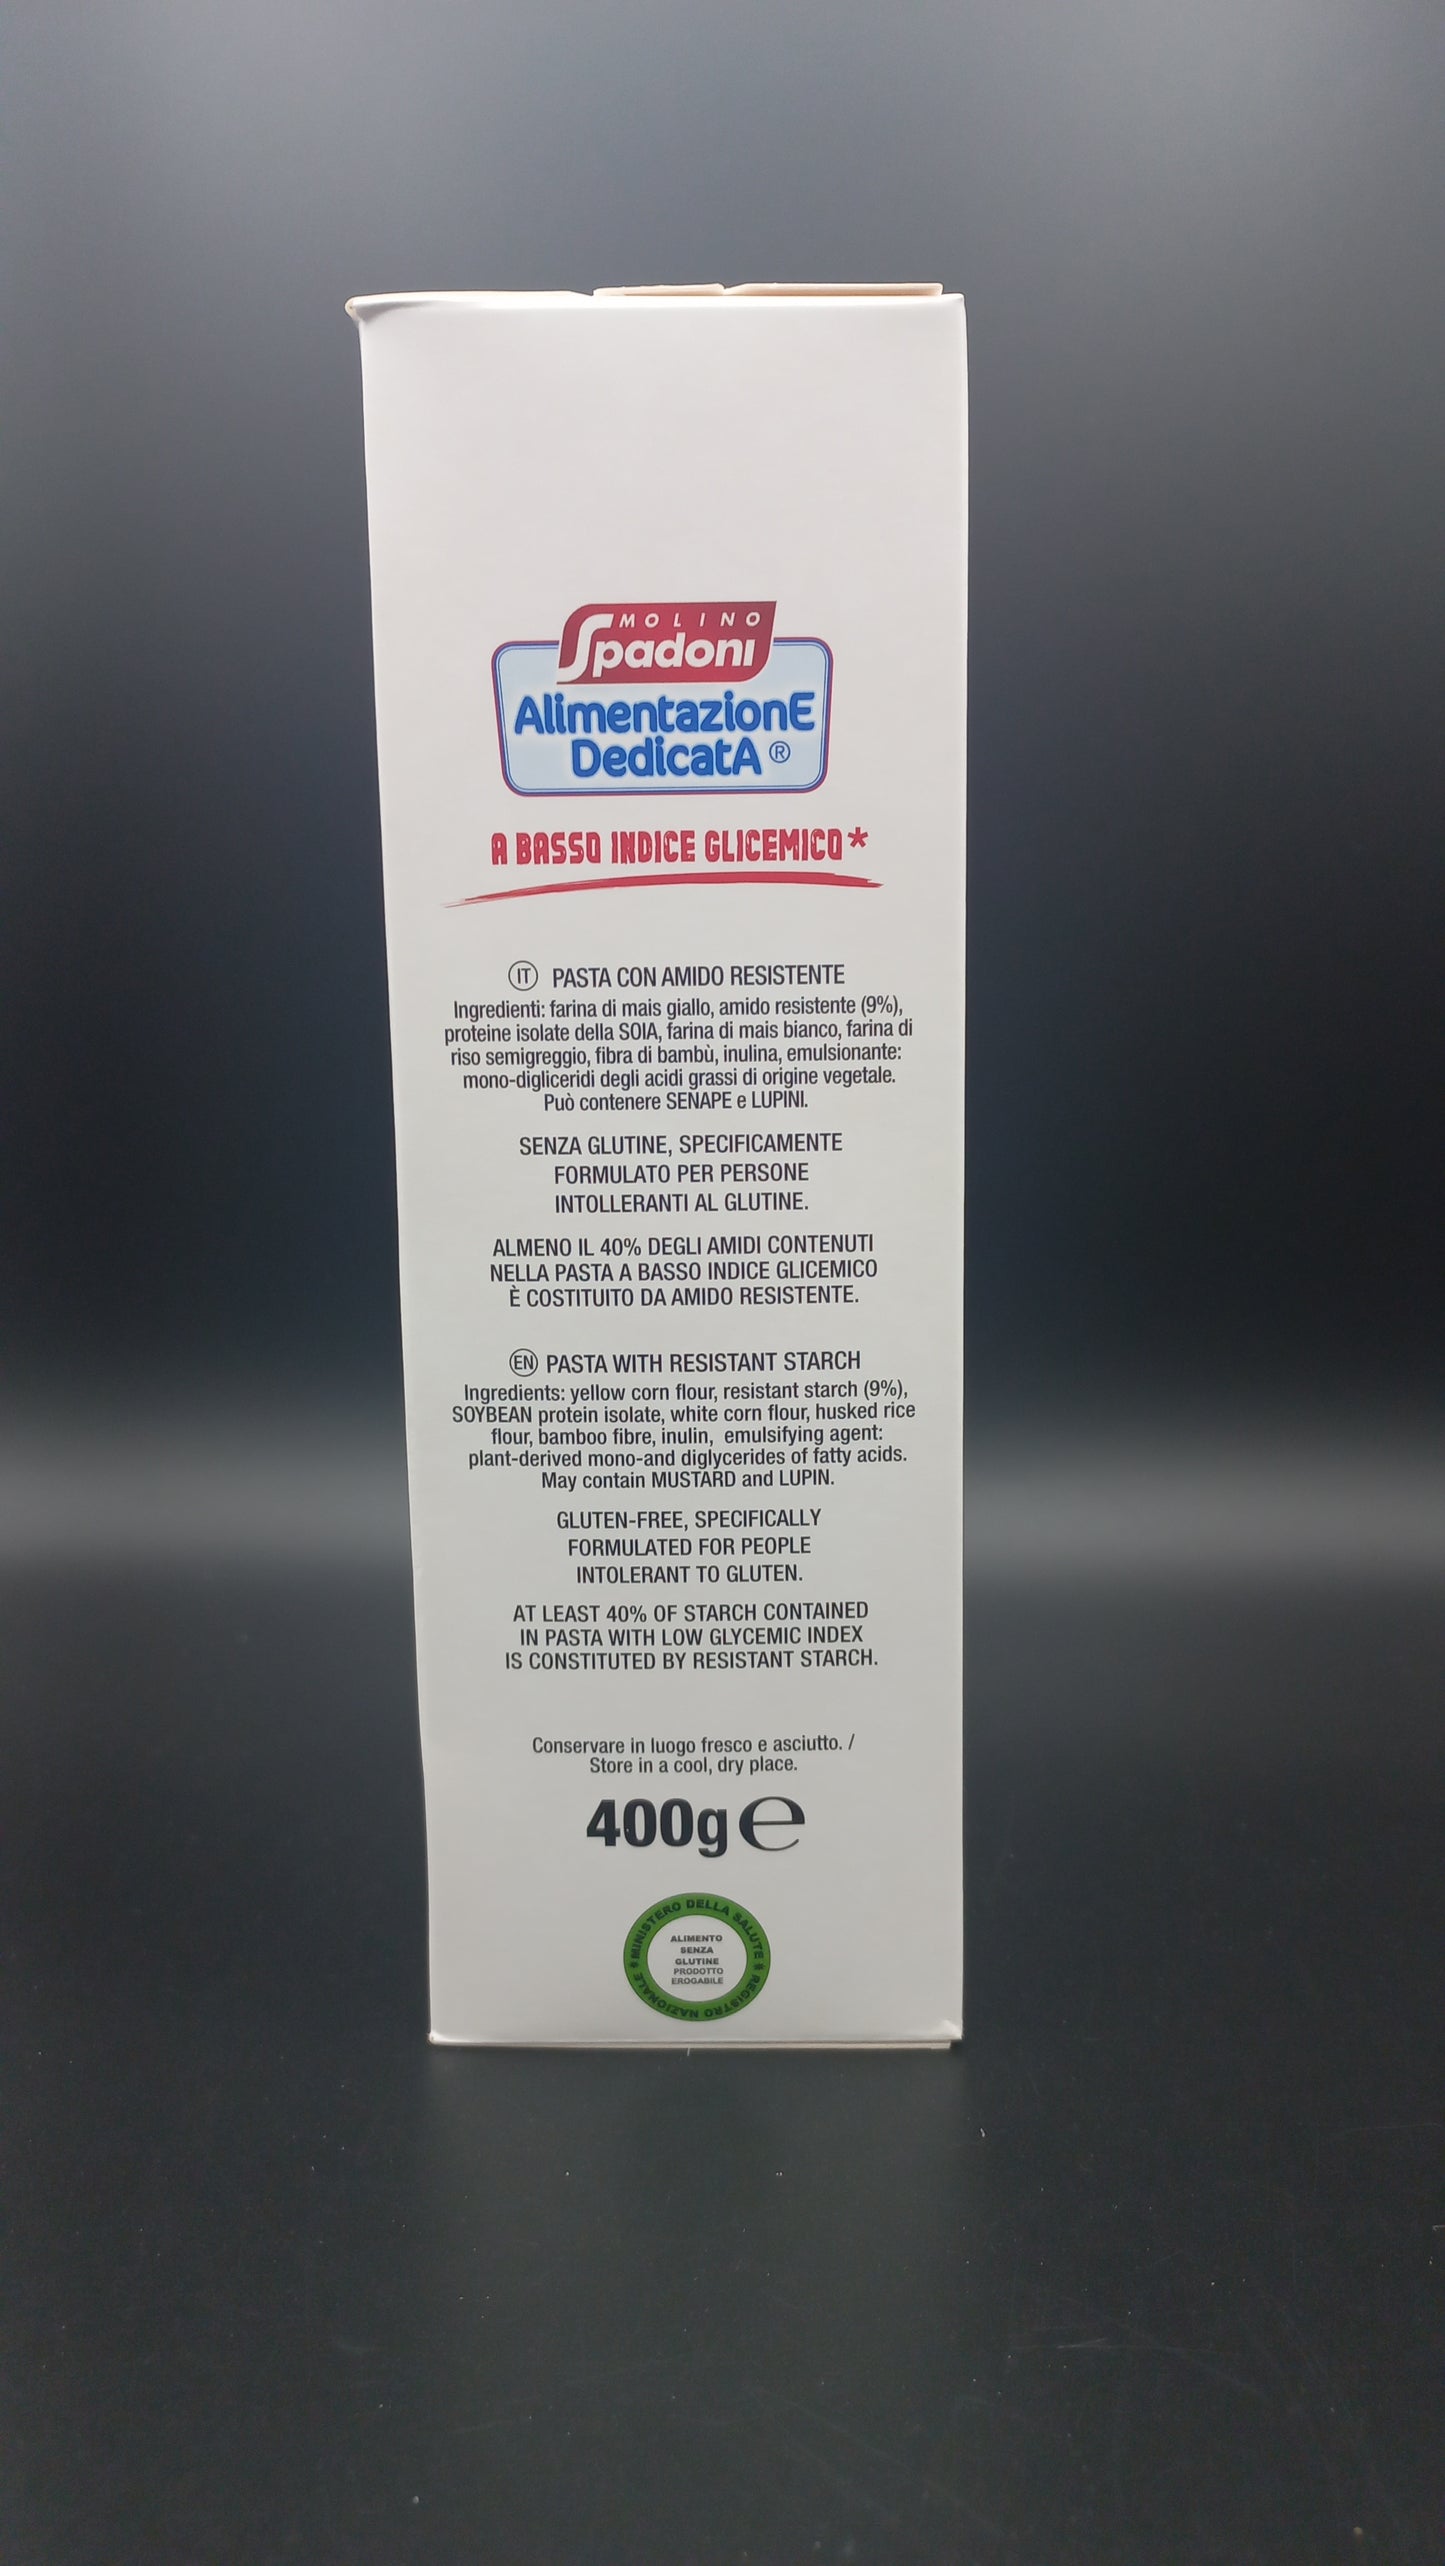 MOLINO
Spadoni
AlimentazionE
DedicatA ®
A BASSO INDICE GLICEMICO*
IT PASTA CON AMIDO RESISTENTE
Ingredienti: farina di mais giallo, amido resistente (9%),
proteine isolate della SOIA, farina di mais bianco, farina di
riso semigreggio, fibra di bambù, inulina, emulsionante:
mono-digliceridi degli acidi grassi di origine vegetale.
Può contenere SENAPE e LUPINI.
SENZA GLUTINE, SPECIFICAMENTE
FORMULATO PER PERSONE
INTOLLERANTI AL GLUTINE.
ALMENO IL 40% DEGLI AMIDI CONTENUTI
NELLA PASTA A BASSO INDICE GLICEMICO
È COSTITUITO DA AMIDO RESISTENTE.
EN PASTA WITH RESISTANT STARCH
Ingredients: yellow corn flour, resistant starch (9%),
SOYBEAN protein isolate, white corn flour, husked rice
flour, bamboo fibre, inulin, emulsifying agent:
plant-derived mono-and diglycerides of fatty acids.
May contain MUSTARD and LUPIN.
GLUTEN-FREE, SPECIFICALLY
FORMULATED FOR PEOPLE
INTOLERANT TO GLUTEN.
AT LEAST 40% OF STARCH CONTAINED
IN PASTA WITH LOW GLYCEMIC INDEX
IS CONSTITUTED BY RESISTANT STARCH.
Conservare in luogo fresco e asciutto. /
Store in a cool, dry place.
400g e
MINISTERO DELLA SALUTE * REGISTRO NAZIONALE *
ALIMENTO
SENZA
GLUTINE
PRODOTTO
EROGABILE